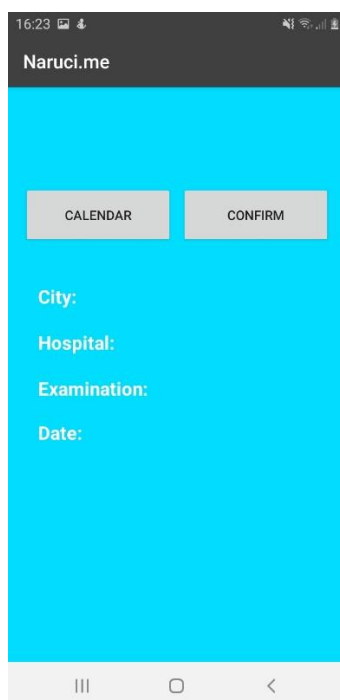 16:23
Naruci.me
CALENDAR CONFIRM
City:
Hospital:
Examination:
Date: